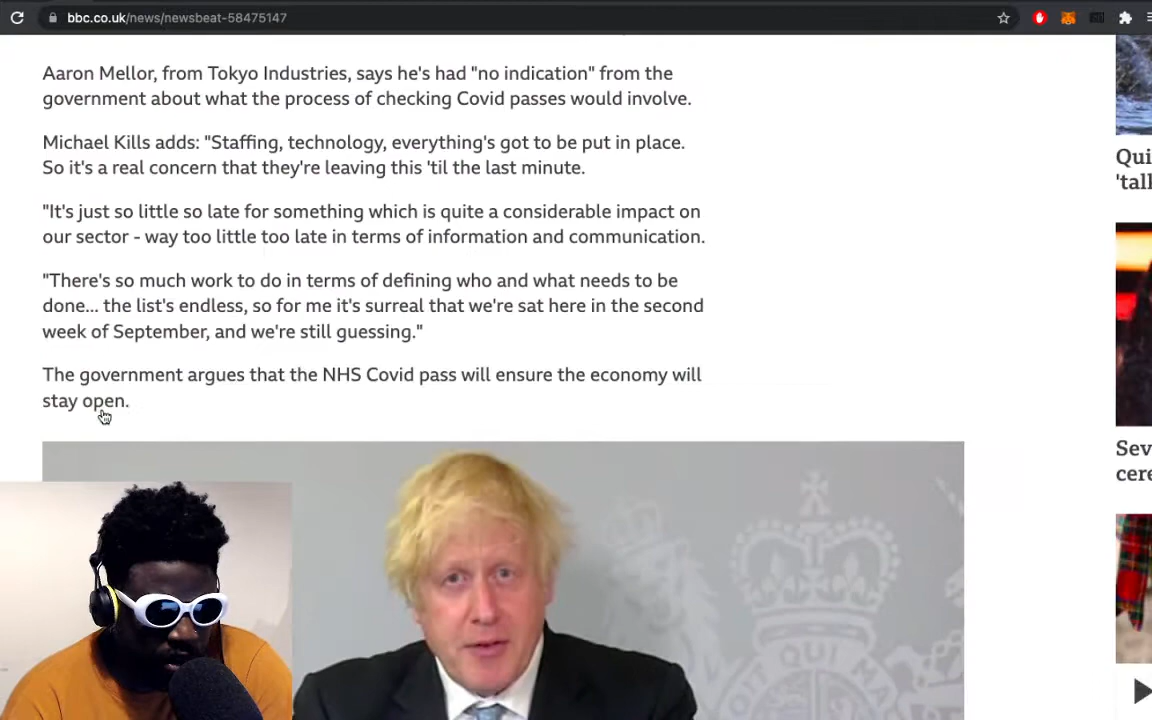 bbc.co.uk/news/newsbeat-58475147
Aaron Mellor, from Tokyo Industries, says he's had "no indication" from the
government about what the process of checking Covid passes would involve.
Michael Kills adds: "Staffing, technology, everything's got to be put in place.
So it's a real concern that they're leaving this 'til the last minute.
"It's just so little so late for something which is quite a considerable impact on
our sector - way too little too late in terms of information and communication.
"There's so much work to do in terms of defining who and what needs to be
done... the list's endless, so for me it's surreal that we're sat here in the second
week of September, and we're still guessing."
The government argues that the NHS Covid pass will ensure the economy will
stay open.
Qui
'tall
Sev
cere